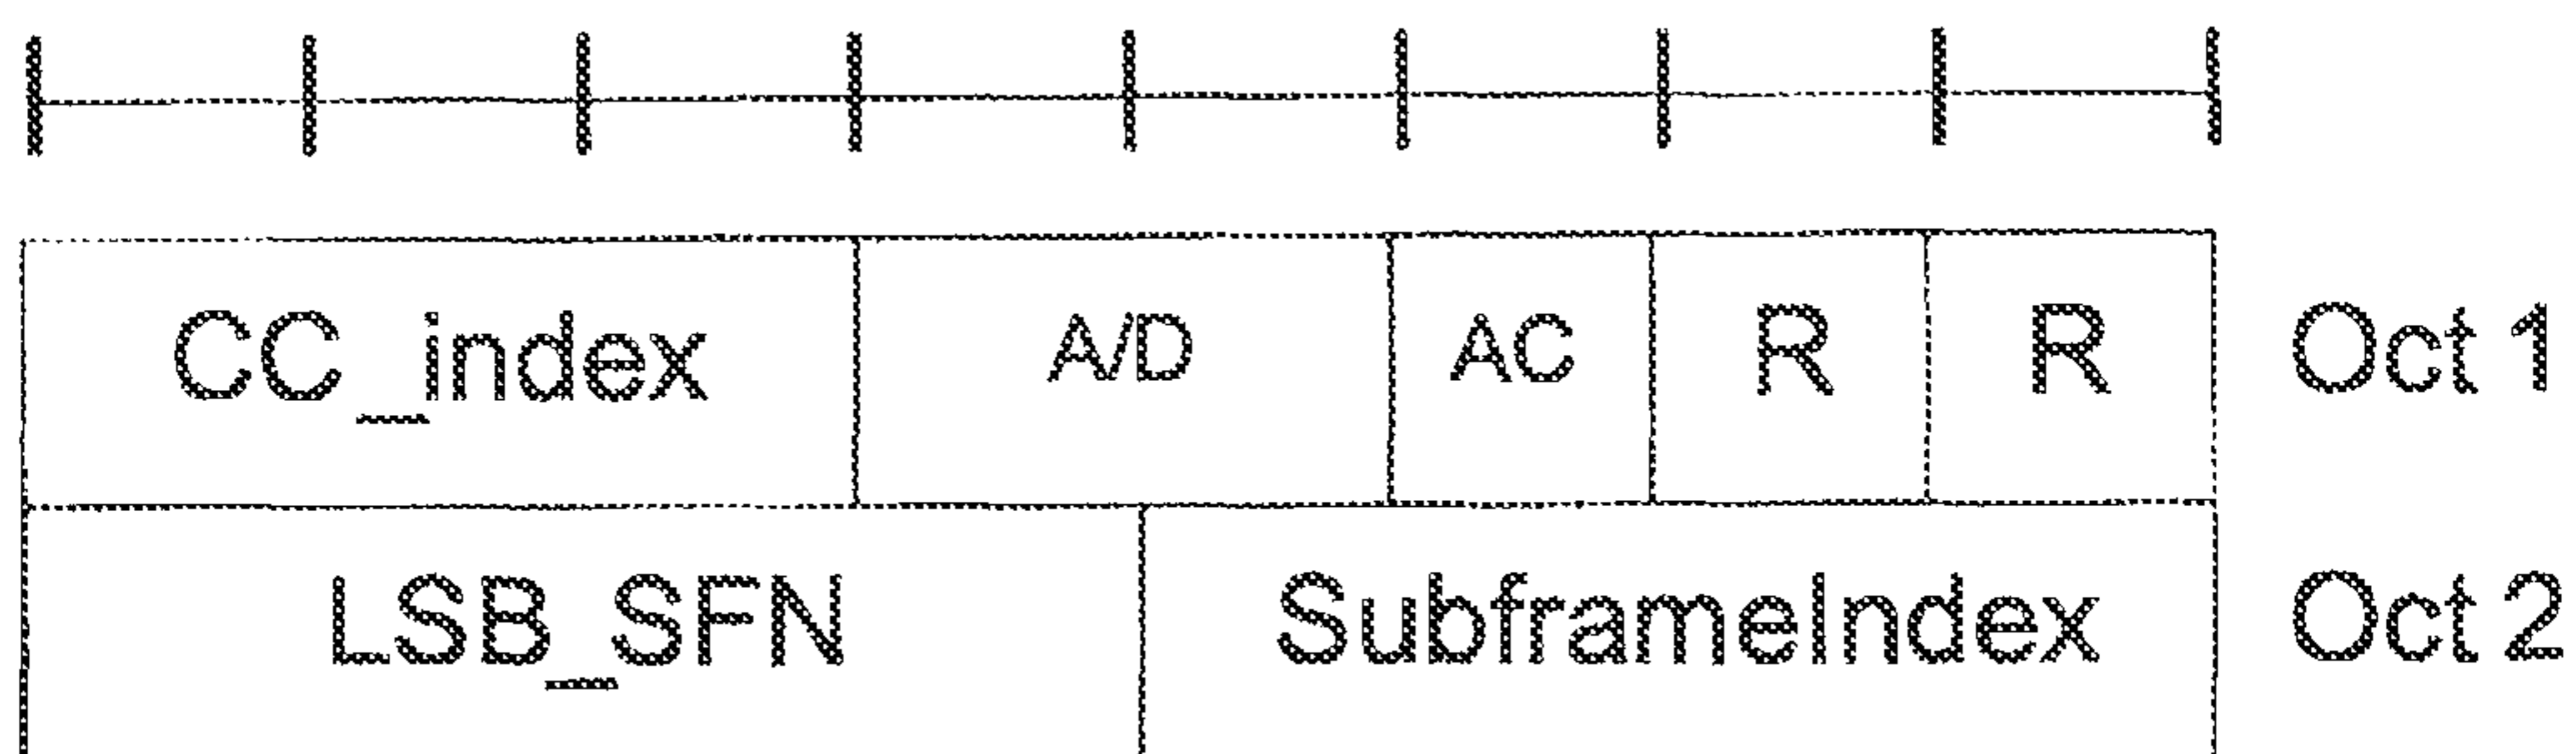 CC_index A/D AC R R Oct 1
LSB_SFN SubframeIndex Oct 2